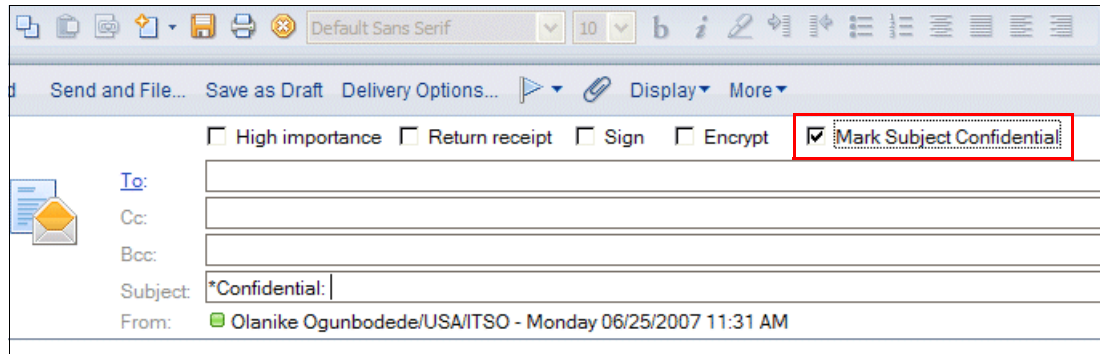 Default Sans Serif 10 b i
d Send and File... Save as Draft Delivery Options... Display More
High importance Return receipt Sign Encrypt Mark Subject Confidential
To:
Cc:
Bcc:
Subject: *Confidential:
From: Olanike Ogunbodede/USA/ITSO - Monday 06/25/2007 11:31 AM